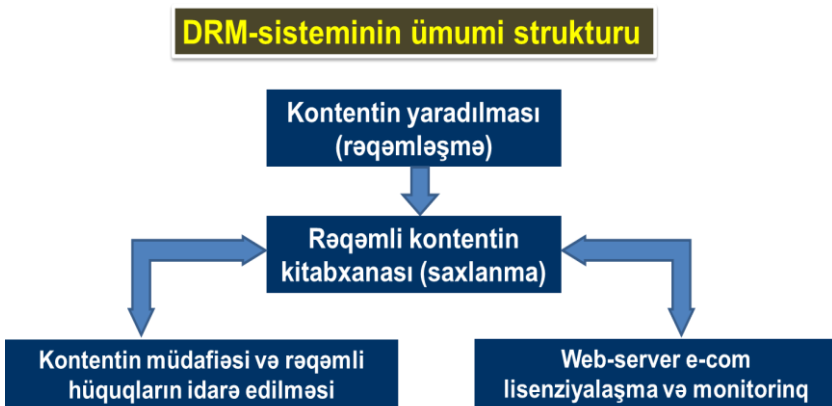 DRM-sisteminin ümumi strukturu
Kontentin yaradılması
(rəqəmləşmə)
Rəqəmli kontentin
kitabxanası (saxlanma)
Kontentin müdafiəsi və rəqəmli
hüquqların idarə edilməsi
Web-server e-com
lisenziyalaşma və monitorinq